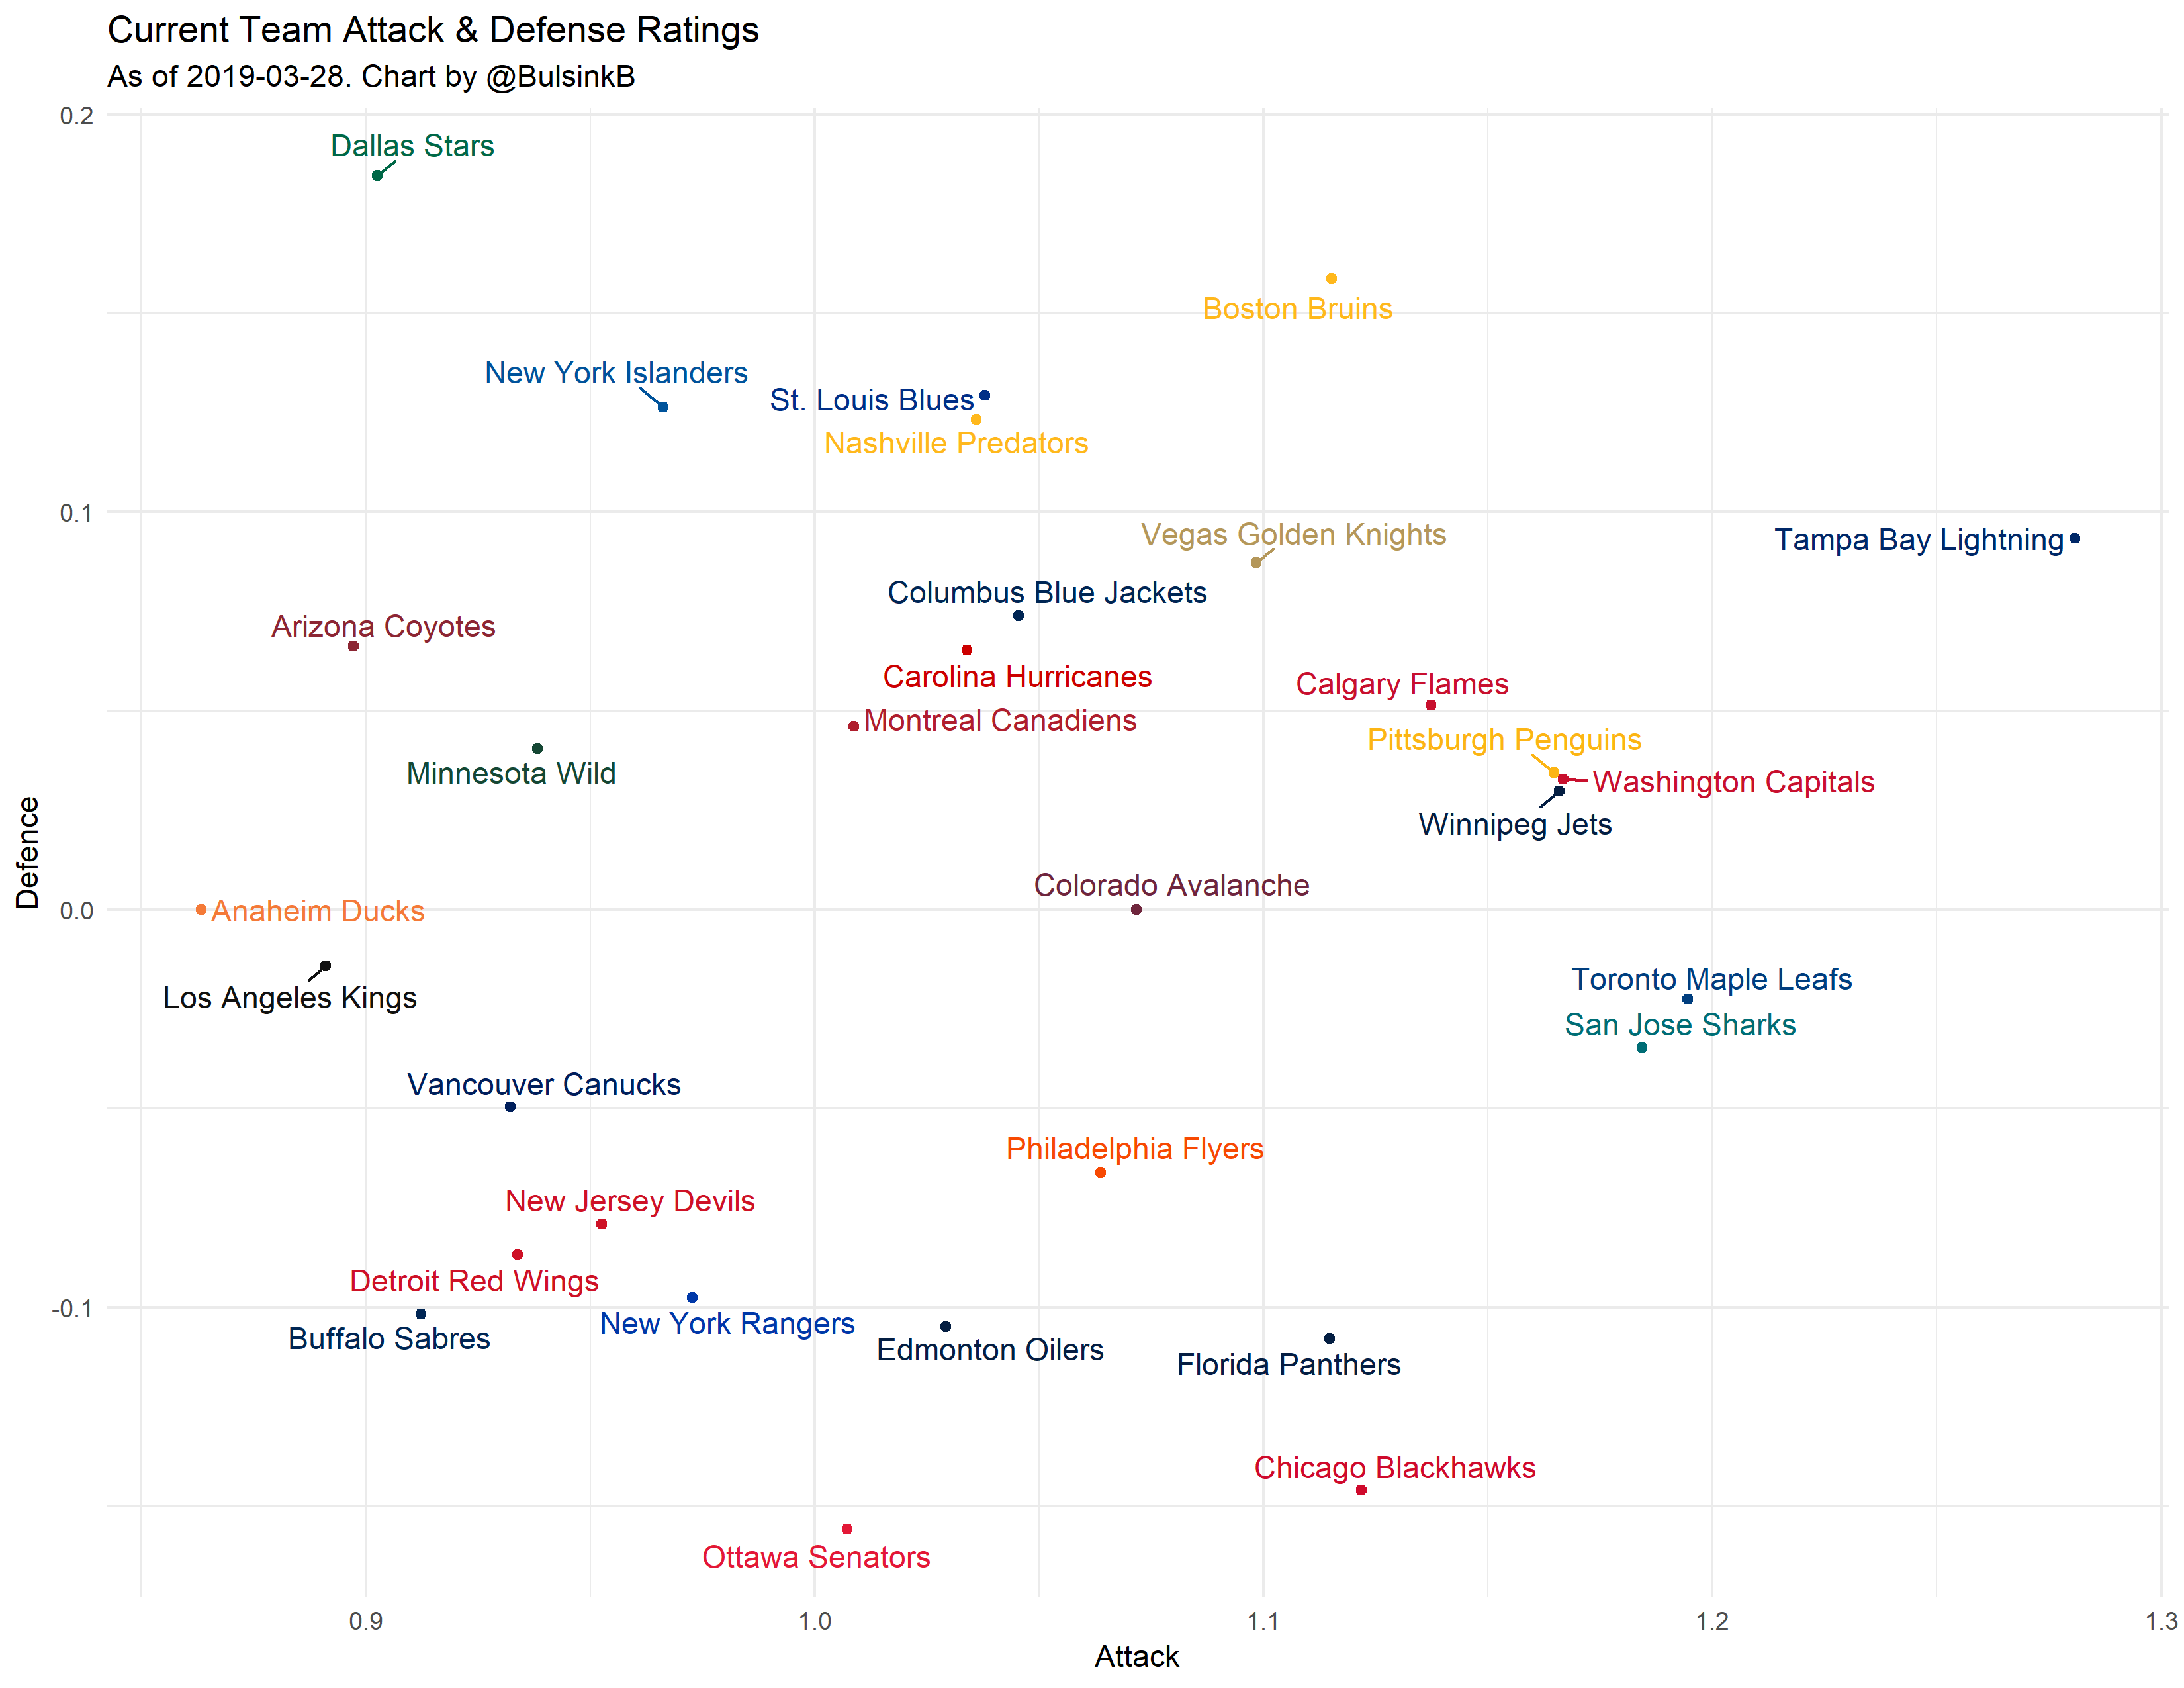 Current Team Attack & Defense Ratings
As of 2019-03-28. Chart by @BulsinkB
0.2
Dallas Stars
Boston Bruins
New York Islanders
St. Louis Blues
Nashville Predators
0.1
Vegas Golden Knights
Tampa Bay Lightning
Columbus Blue Jackets
Arizona Coyotes
Carolina Hurricanes
Calgary Flames
Montreal Canadiens
Pittsburgh Penguins
Minnesota Wild
Washington Capitals
Winnipeg Jets
Defence
Colorado Avalanche
0.0
Anaheim Ducks
Toronto Maple Leafs
Los Angeles Kings
San Jose Sharks
Vancouver Canucks
Philadelphia Flyers
New Jersey Devils
Detroit Red Wings
-0.1
New York Rangers
Buffalo Sabres
Edmonton Oilers
Florida Panthers
Chicago Blackhawks
Ottawa Senators
0.9
1.0
1.1
1.2
1.3
Attack